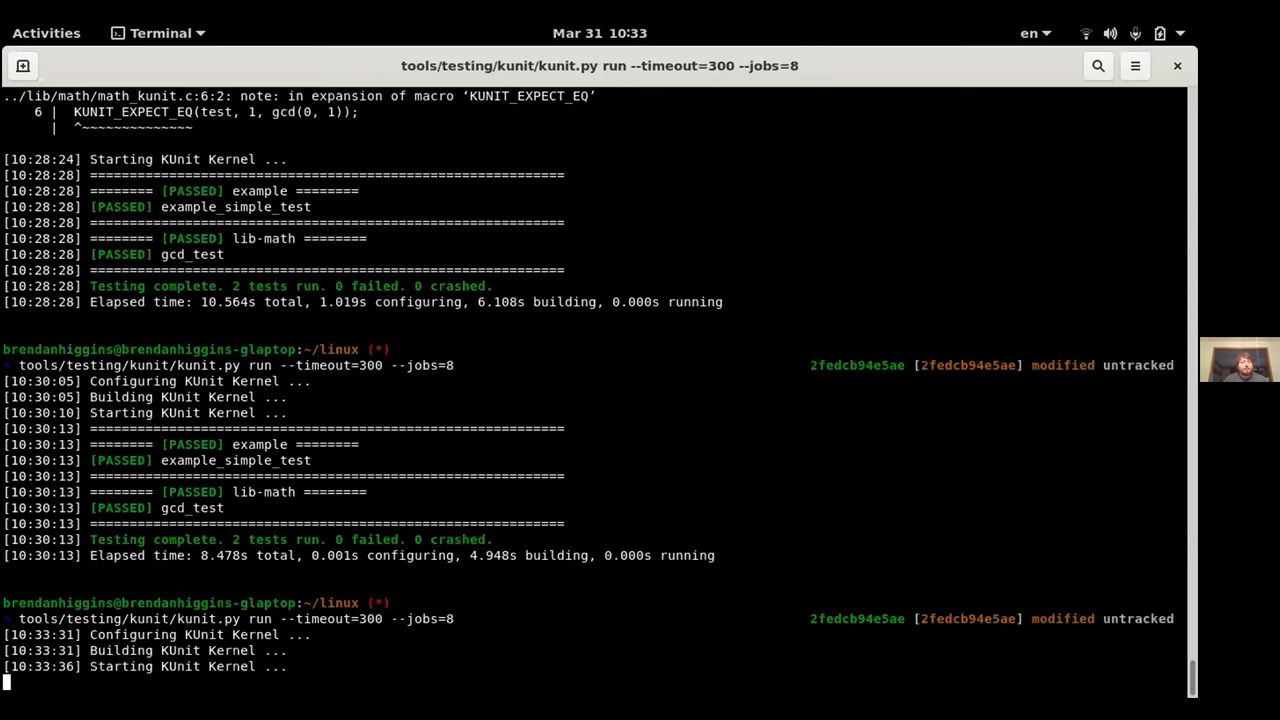 Activities
Terminal
Mar 31 10:33
en
tools/testing/kunit/kunit.py run --timeout=300 --jobs=8
../lib/math/math_kunit.c:6:2: note: in expansion of macro ‘KUNIT_EXPECT_EQ’
6 | KUNIT_EXPECT_EQ(test, 1, gcd(0, 1));
| ^~~~~~~~~~~~~~~
[10:28:24] Starting KUnit Kernel ...
[10:28:28] ============================================================
[10:28:28] ======== [PASSED] example ========
[10:28:28] [PASSED] example_simple_test
[10:28:28] ============================================================
[10:28:28] ======== [PASSED] lib-math ========
[10:28:28] [PASSED] gcd_test
[10:28:28] ============================================================
[10:28:28] Testing complete. 2 tests run. 0 failed. 0 crashed.
[10:28:28] Elapsed time: 10.564s total, 1.019s configuring, 6.108s building, 0.000s running
brendanhiggins@brendanhiggins-glaptop:~/linux (*)
tools/testing/kunit/kunit.py run --timeout=300 --jobs=8 2fedcb94e5ae [2fedcb94e5ae] modified untracked
[10:30:05] Configuring KUnit Kernel ...
[10:30:05] Building KUnit Kernel ...
[10:30:10] Starting KUnit Kernel ...
[10:30:13] ============================================================
[10:30:13] ======== [PASSED] example ========
[10:30:13] [PASSED] example_simple_test
[10:30:13] ============================================================
[10:30:13] ======== [PASSED] lib-math ========
[10:30:13] [PASSED] gcd_test
[10:30:13] ============================================================
[10:30:13] Testing complete. 2 tests run. 0 failed. 0 crashed.
[10:30:13] Elapsed time: 8.478s total, 0.001s configuring, 4.948s building, 0.000s running
brendanhiggins@brendanhiggins-glaptop:~/linux (*)
tools/testing/kunit/kunit.py run --timeout=300 --jobs=8 2fedcb94e5ae [2fedcb94e5ae] modified untracked
[10:33:31] Configuring KUnit Kernel ...
[10:33:31] Building KUnit Kernel ...
[10:33:36] Starting KUnit Kernel ...